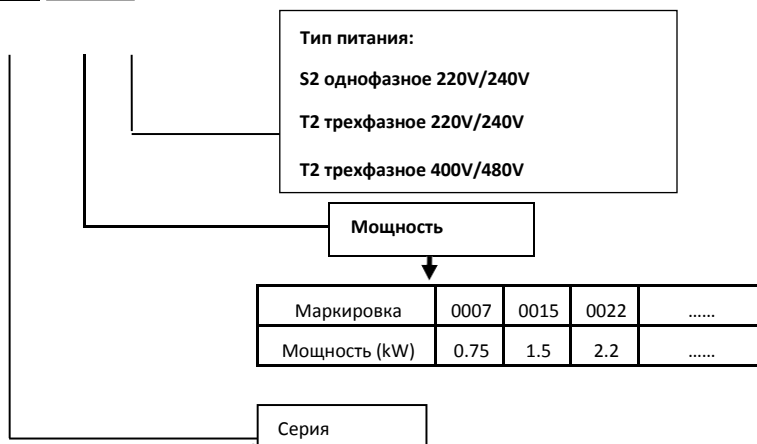 Тип питания:
S2 однофазное 220V/240V
T2 трехфазное 220V/240V
T2 трехфазное 400V/480V
Мощность
Маркировка 0007 0015 0022 ......
Мощность (kW) 0.75 1.5 2.2 ......
Серия